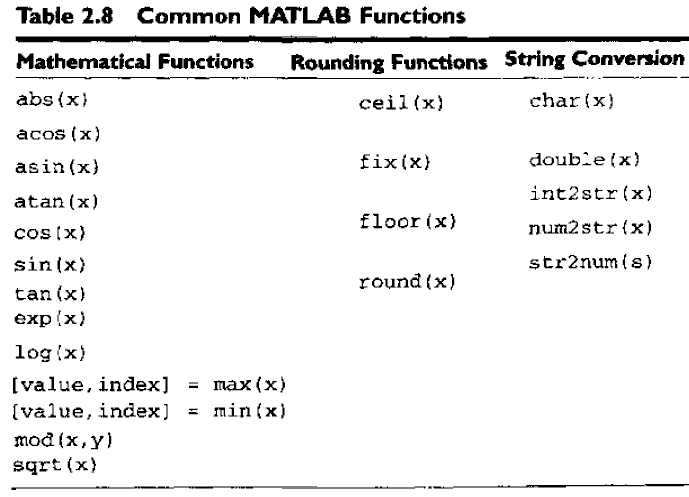 Table 2.8 Common MATLAB Functions
Mathematical Functions Rounding Functions String Conversion
abs(x) ceil(x) char(x)
acos(x)
asin(x) fix(x) double(x)
atan(x) int2str(x)
cos(x) floor(x) num2str(x)
sin(x) str2num(s)
tan(x) round(x)
exp(x)
log(x)
[value,index] = max(x)
[value,index] = min(x)
mod(x,y)
sqrt(x)